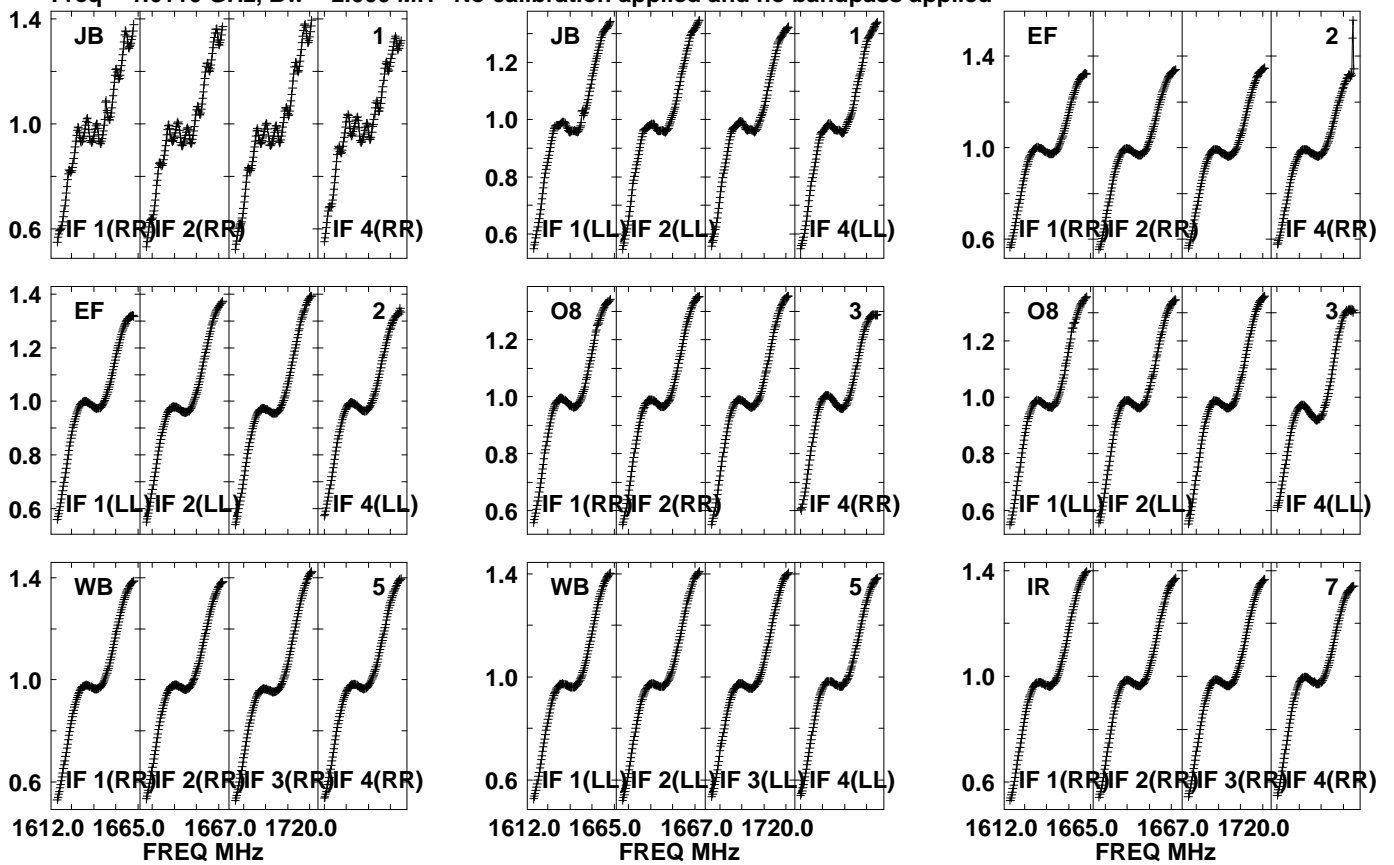 No calibration applied and no bandpass applied
JB 1
1.4
1.0
0.6
IF 1(RR) IF 2(RR) IF 4(RR)
JB 1
1.2
1.0
0.8
0.6
IF 1(LL) IF 2(LL) IF 4(LL)
EF 2
1.4
1.0
0.6
IF 1(RR) IF 2(RR) IF 4(RR)
EF 2
1.4
1.2
1.0
0.8
0.6
IF 1(LL) IF 2(LL) IF 4(LL)
O8 3
1.2
1.0
0.8
0.6
IF 1(RR) IF 2(RR) IF 4(RR)
O8 3
1.2
1.0
0.8
0.6
IF 1(LL) IF 2(LL) IF 4(LL)
WB 5
1.4
1.0
0.6
IF 1(RR) IF 2(RR) IF 3(RR) IF 4(RR)
WB 5
1.4
1.0
0.6
IF 1(LL) IF 2(LL) IF 3(LL) IF 4(LL)
IR 7
1.4
1.0
0.6
IF 1(RR) IF 2(RR) IF 3(RR) IF 4(RR)
1612.0 1665.0 1667.0 1720.0
FREQ MHz
1612.0 1665.0 1667.0 1720.0
FREQ MHz
1612.0 1665.0 1667.0 1720.0
FREQ MHz